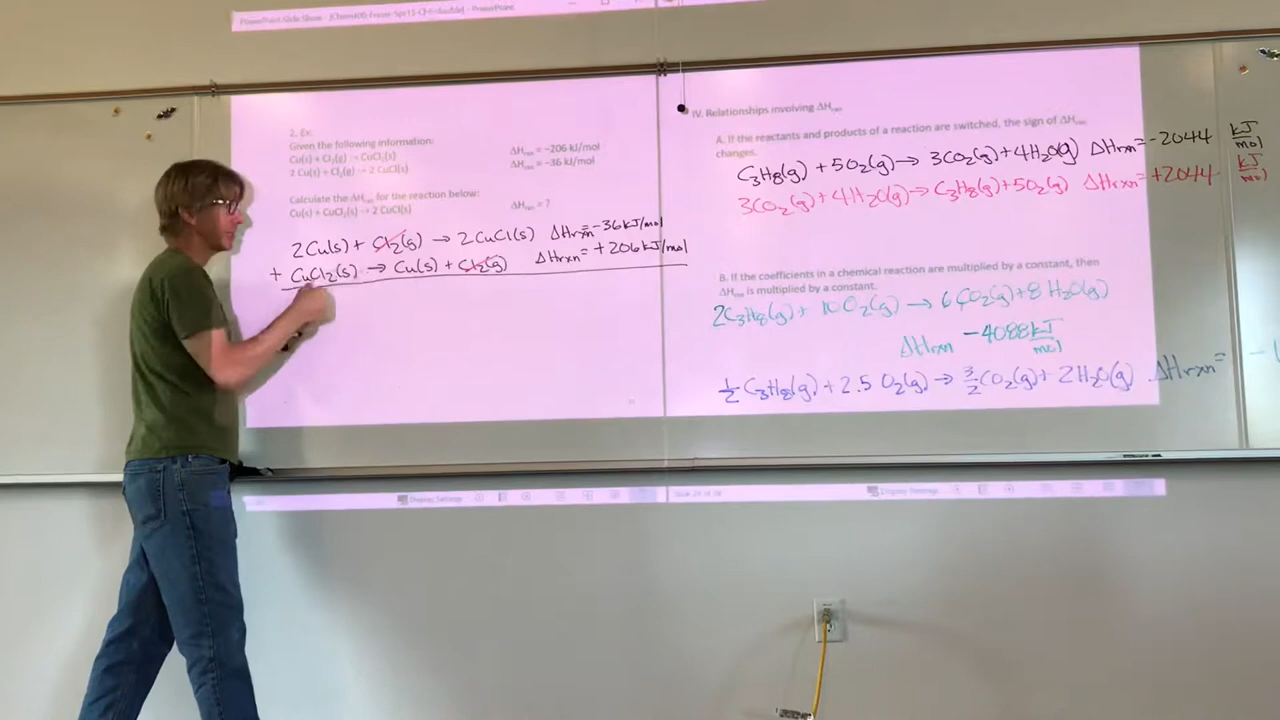 2. Ex:
Given the following information:
Cu(s) + Cl₂(g) → CuCl₂(s) ΔHrxn = −206 kJ/mol
2 Cu(s) + Cl₂(g) → 2 CuCl(s) ΔHrxn = −36 kJ/mol
Calculate the ΔHrxn for the reaction below:
Cu(s) + CuCl₂(s) → 2 CuCl(s) ΔHrxn = ?
2Cu(s) + Cl₂(g) → 2CuCl(s) ΔHrxn = −36 kJ/mol
+ CuCl₂(s) → Cu(s) + Cl₂(g) ΔHrxn = +206 kJ/mol
IV. Relationships involving ΔHrxn
A. If the reactants and products of a reaction are switched, the sign of ΔHrxn
changes.
C₃H₈(g) + 5O₂(g) → 3CO₂(g) + 4H₂O(g) ΔHrxn = −2044 kJ/mol
3CO₂(g) + 4H₂O(g) → C₃H₈(g) + 5O₂(g) ΔHrxn = +2044 kJ/mol
B. If the coefficients in a chemical reaction are multiplied by a constant, then
ΔHrxn is multiplied by a constant.
2C₃H₈(g) + 10O₂(g) → 6CO₂(g) + 8H₂O(g)
ΔHrxn −4088 kJ/mol
½ C₃H₈(g) + 2.5 O₂(g) → 3/2 CO₂(g) + 2H₂O(g) ΔHrxn =
Display Settings
Display Settings